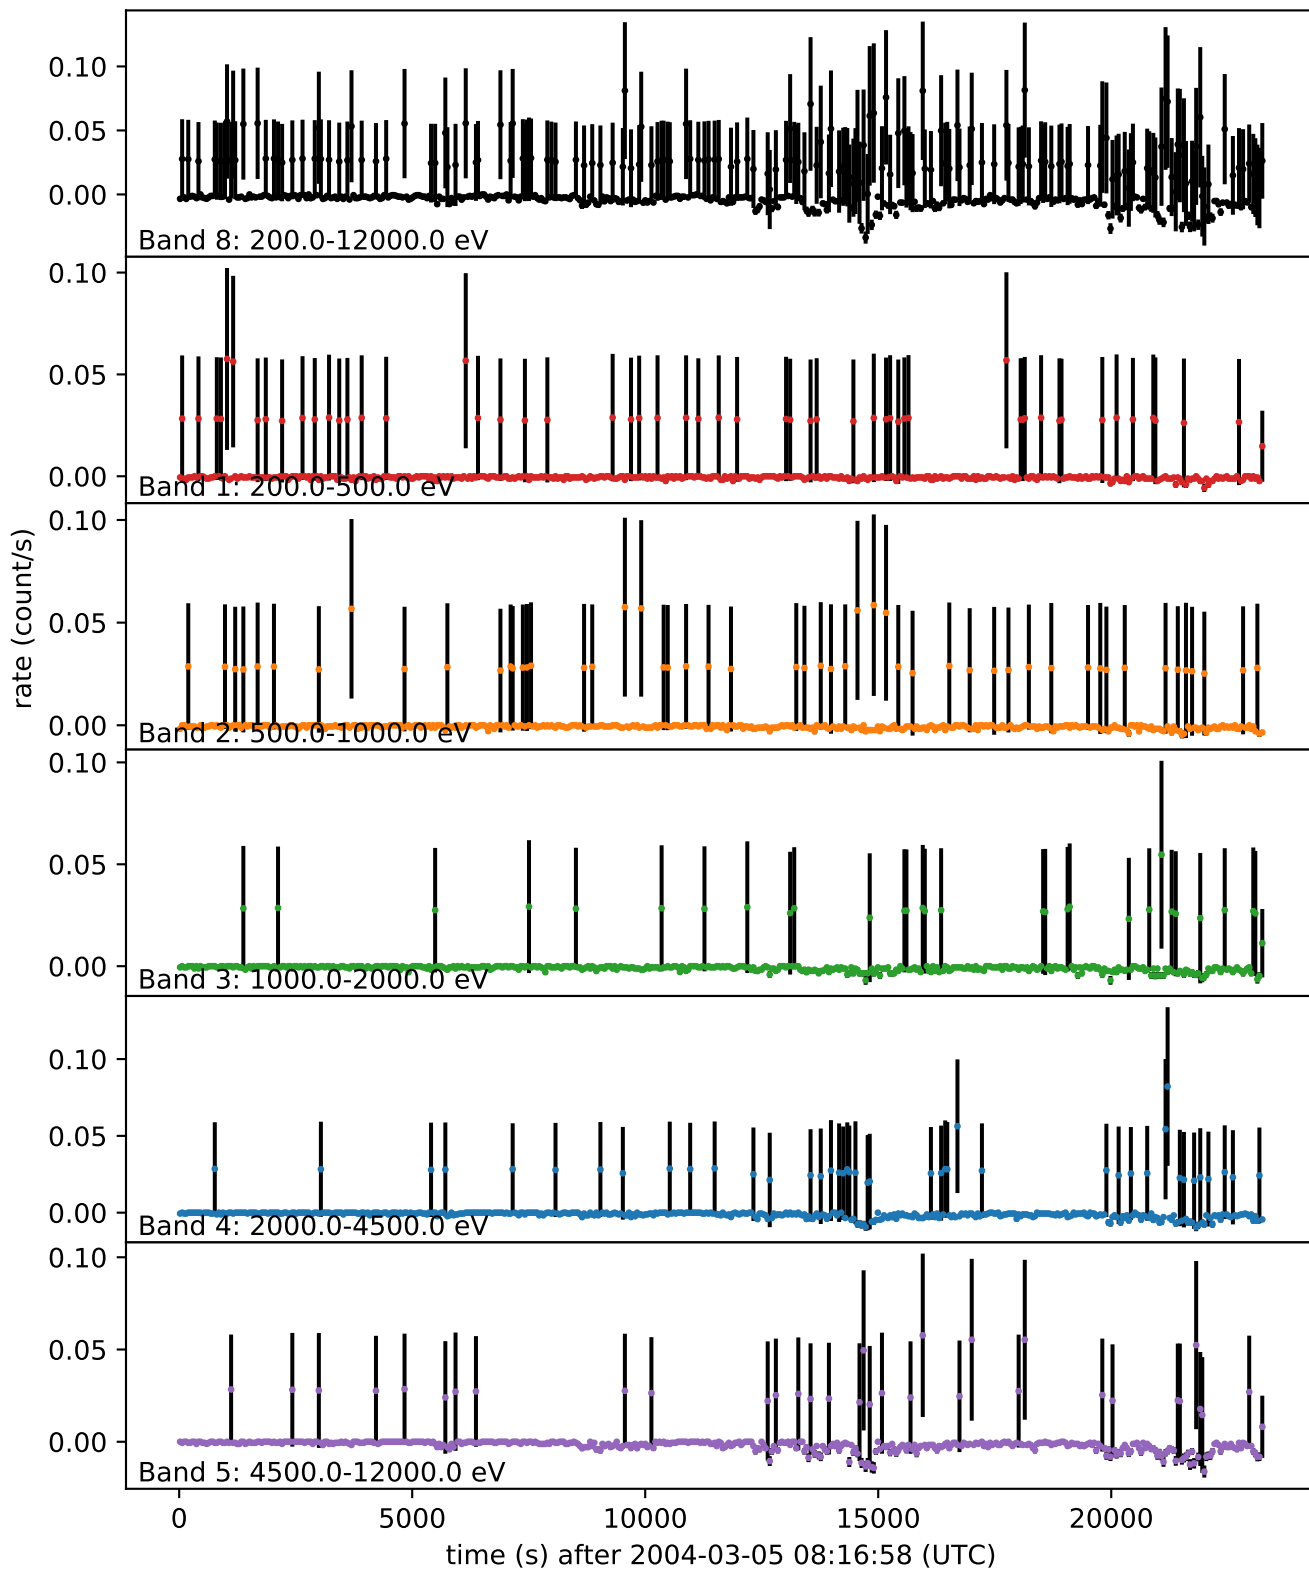 0.10
0.05
0.00
Band 8: 200.0-12000.0 eV
0.10
0.05
0.00
Band 1: 200.0-500.0 eV
0.10
0.05
0.00
Band 2: 500.0-1000.0 eV
rate (count/s)
0.10
0.05
0.00
Band 3: 1000.0-2000.0 eV
0.10
0.05
0.00
Band 4: 2000.0-4500.0 eV
0.10
0.05
0.00
Band 5: 4500.0-12000.0 eV
0 5000 10000 15000 20000
time (s) after 2004-03-05 08:16:58 (UTC)